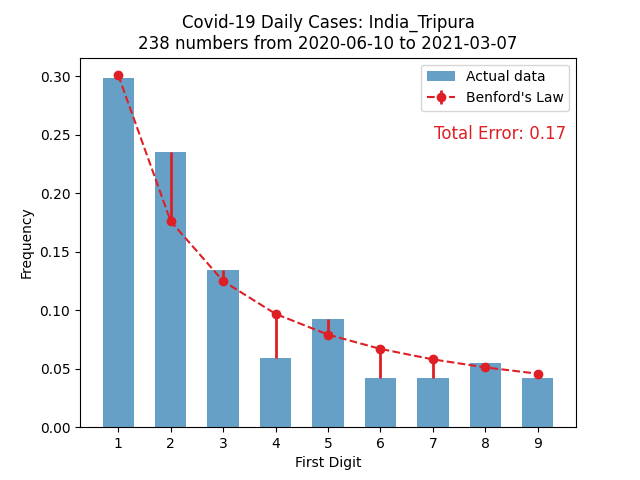 Covid-19 Daily Cases: India_Tripura
238 numbers from 2020-06-10 to 2021-03-07
Actual data
Benford's Law
Total Error: 0.17
Frequency
0.30
0.25
0.20
0.15
0.10
0.05
0.00
1 2 3 4 5 6 7 8 9
First Digit